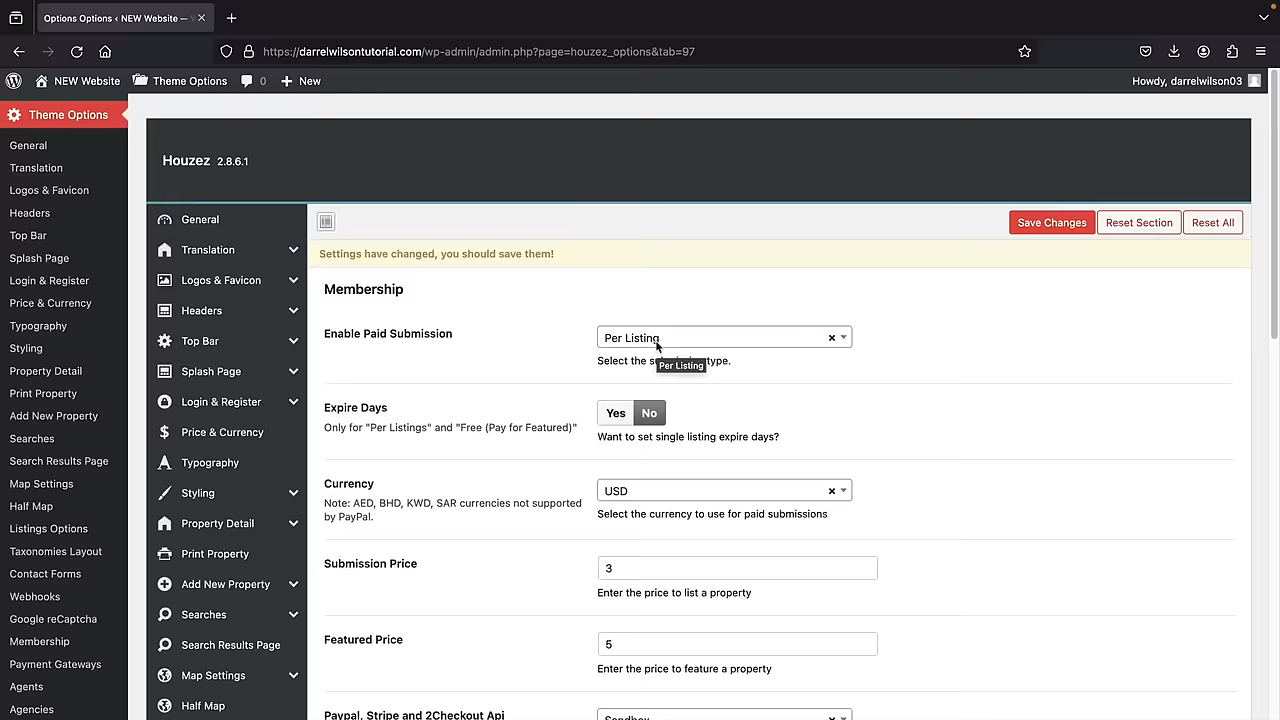 Options Options ‹ NEW Website —
https://darrelwilsontutorial.com/wp-admin/admin.php?page=houzez_options&tab=97
NEW Website
Theme Options
0
New
Howdy, darrelwilson03
Theme Options
General
Translation
Logos & Favicon
Headers
Top Bar
Splash Page
Login & Register
Price & Currency
Typography
Styling
Property Detail
Print Property
Add New Property
Searches
Search Results Page
Map Settings
Half Map
Listings Options
Taxonomies Layout
Contact Forms
Webhooks
Google reCaptcha
Membership
Payment Gateways
Agents
Agencies
Houzez 2.8.6.1
General
Translation
Logos & Favicon
Headers
Top Bar
Splash Page
Login & Register
Price & Currency
Typography
Styling
Property Detail
Print Property
Add New Property
Searches
Search Results Page
Map Settings
Half Map
Save Changes
Reset Section
Reset All
Settings have changed, you should save them!
Membership
Enable Paid Submission
Per Listing
Select the type.
Per Listing
Expire Days
Only for "Per Listings" and "Free (Pay for Featured)"
Yes
No
Want to set single listing expire days?
Currency
Note: AED, BHD, KWD, SAR currencies not supported
by PayPal.
USD
Select the currency to use for paid submissions
Submission Price
3
Enter the price to list a property
Featured Price
5
Enter the price to feature a property
Paypal, Stripe and 2Checkout Api
Sandbox